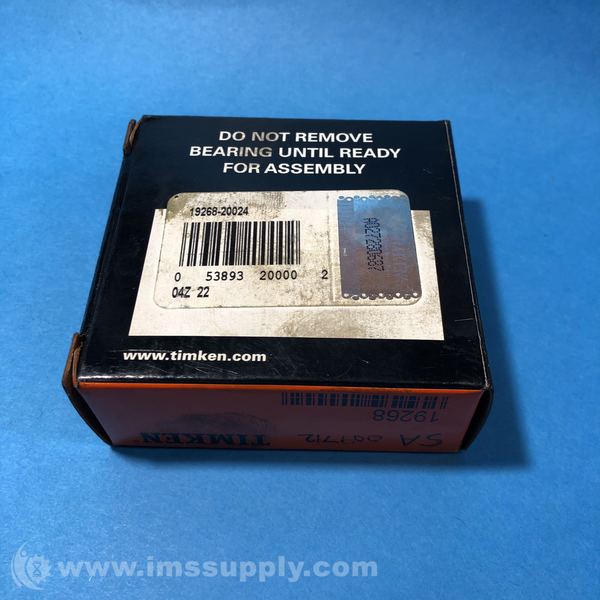 DO NOT REMOVE
BEARING UNTIL READY
FOR ASSEMBLY
19268-20024
0 53893 20000 2
04Z 22
www.timken.com
19268
TIMKEN
www.imssupply.com